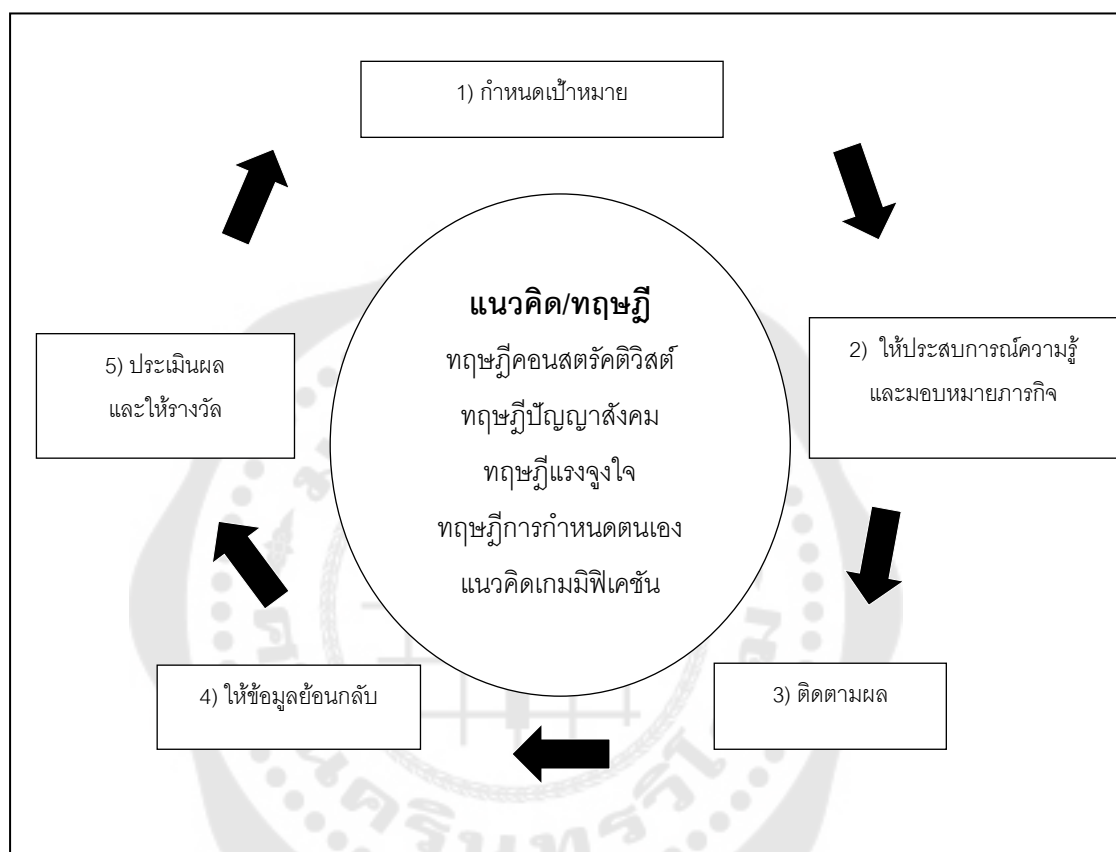 1) กำหนดเป้าหมาย
แนวคิด/ทฤษฎี
ทฤษฎีคอนสตรัคติวิสต์
ทฤษฎีปัญญาสังคม
ทฤษฎีแรงจูงใจ
ทฤษฎีการกำหนดตนเอง
แนวคิดเกมมิฟิเคชัน
2) ให้ประสบการณ์ความรู้
และมอบหมายภารกิจ
3) ติดตามผล
4) ให้ข้อมูลย้อนกลับ
5) ประเมินผล
และให้รางวัล